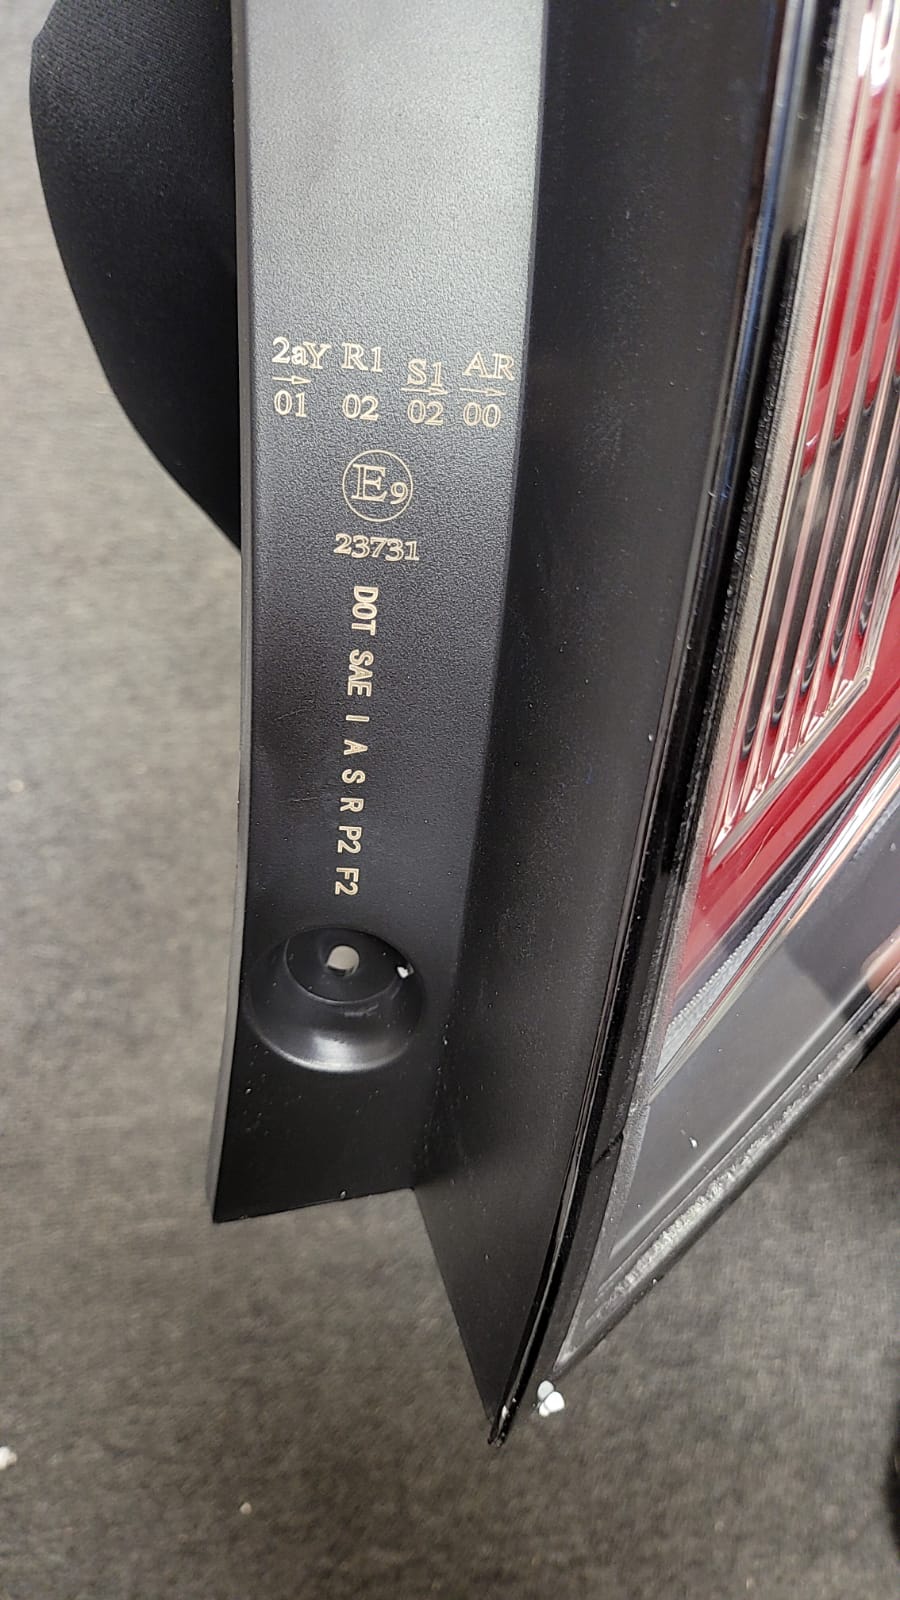 2aY R1 S1 AR
01 02 02 00
E9
23731
DOT SAE I A S R P2 F2